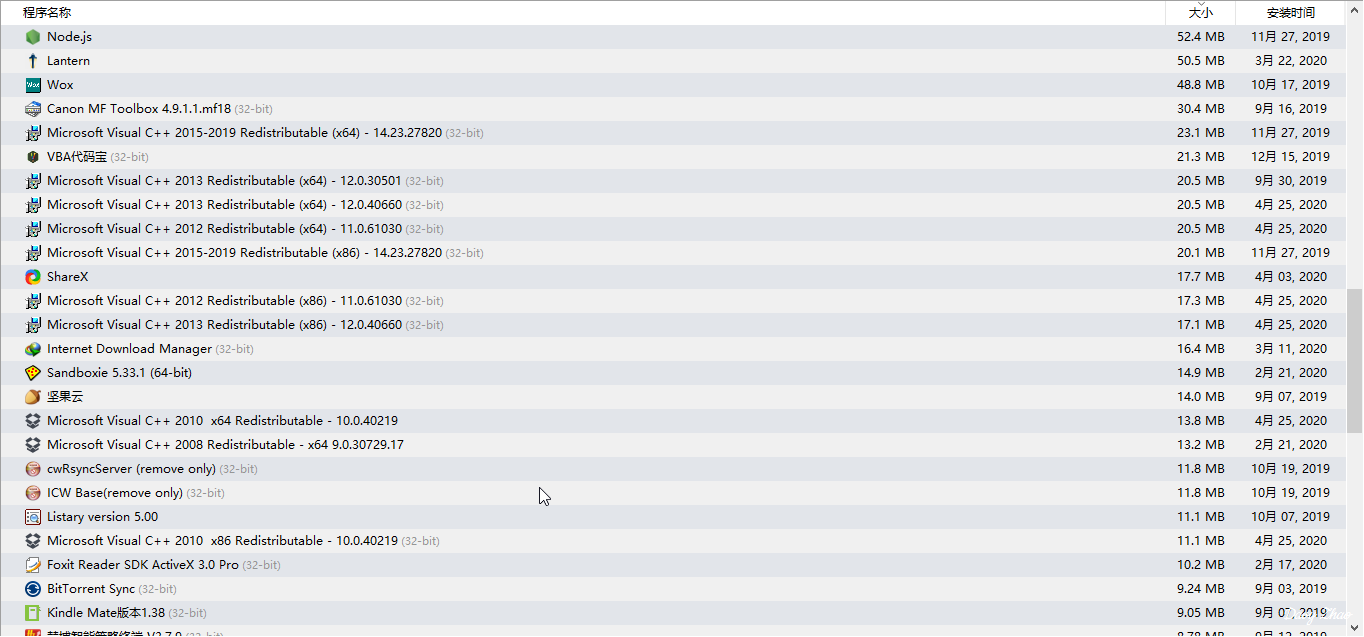 程序名称 大小 安装时间
Node.js 52.4 MB 11月 27, 2019
Lantern 50.5 MB 3月 22, 2020
Wox 48.8 MB 10月 17, 2019
Canon MF Toolbox 4.9.1.1.mf18 (32-bit) 30.4 MB 9月 16, 2019
Microsoft Visual C++ 2015-2019 Redistributable (x64) - 14.23.27820 (32-bit) 23.1 MB 11月 27, 2019
VBA代码宝 (32-bit) 21.3 MB 12月 15, 2019
Microsoft Visual C++ 2013 Redistributable (x64) - 12.0.30501 (32-bit) 20.5 MB 9月 30, 2019
Microsoft Visual C++ 2013 Redistributable (x64) - 12.0.40660 (32-bit) 20.5 MB 4月 25, 2020
Microsoft Visual C++ 2012 Redistributable (x64) - 11.0.61030 (32-bit) 20.5 MB 4月 25, 2020
Microsoft Visual C++ 2015-2019 Redistributable (x86) - 14.23.27820 (32-bit) 20.1 MB 11月 27, 2019
ShareX 17.7 MB 4月 03, 2020
Microsoft Visual C++ 2012 Redistributable (x86) - 11.0.61030 (32-bit) 17.3 MB 4月 25, 2020
Microsoft Visual C++ 2013 Redistributable (x86) - 12.0.40660 (32-bit) 17.1 MB 4月 25, 2020
Internet Download Manager (32-bit) 16.4 MB 3月 11, 2020
Sandboxie 5.33.1 (64-bit) 14.9 MB 2月 21, 2020
坚果云 14.0 MB 9月 07, 2019
Microsoft Visual C++ 2010  x64 Redistributable - 10.0.40219 13.8 MB 4月 25, 2020
Microsoft Visual C++ 2008 Redistributable - x64 9.0.30729.17 13.2 MB 2月 21, 2020
cwRsyncServer (remove only) (32-bit) 11.8 MB 10月 19, 2019
ICW Base(remove only) (32-bit) 11.8 MB 10月 19, 2019
Listary version 5.00 11.1 MB 10月 07, 2019
Microsoft Visual C++ 2010  x86 Redistributable - 10.0.40219 (32-bit) 11.1 MB 4月 25, 2020
Foxit Reader SDK ActiveX 3.0 Pro (32-bit) 10.2 MB 2月 17, 2020
BitTorrent Sync (32-bit) 9.24 MB 9月 03, 2019
Kindle Mate版本1.38 (32-bit) 9.05 MB 9月 07, 2019